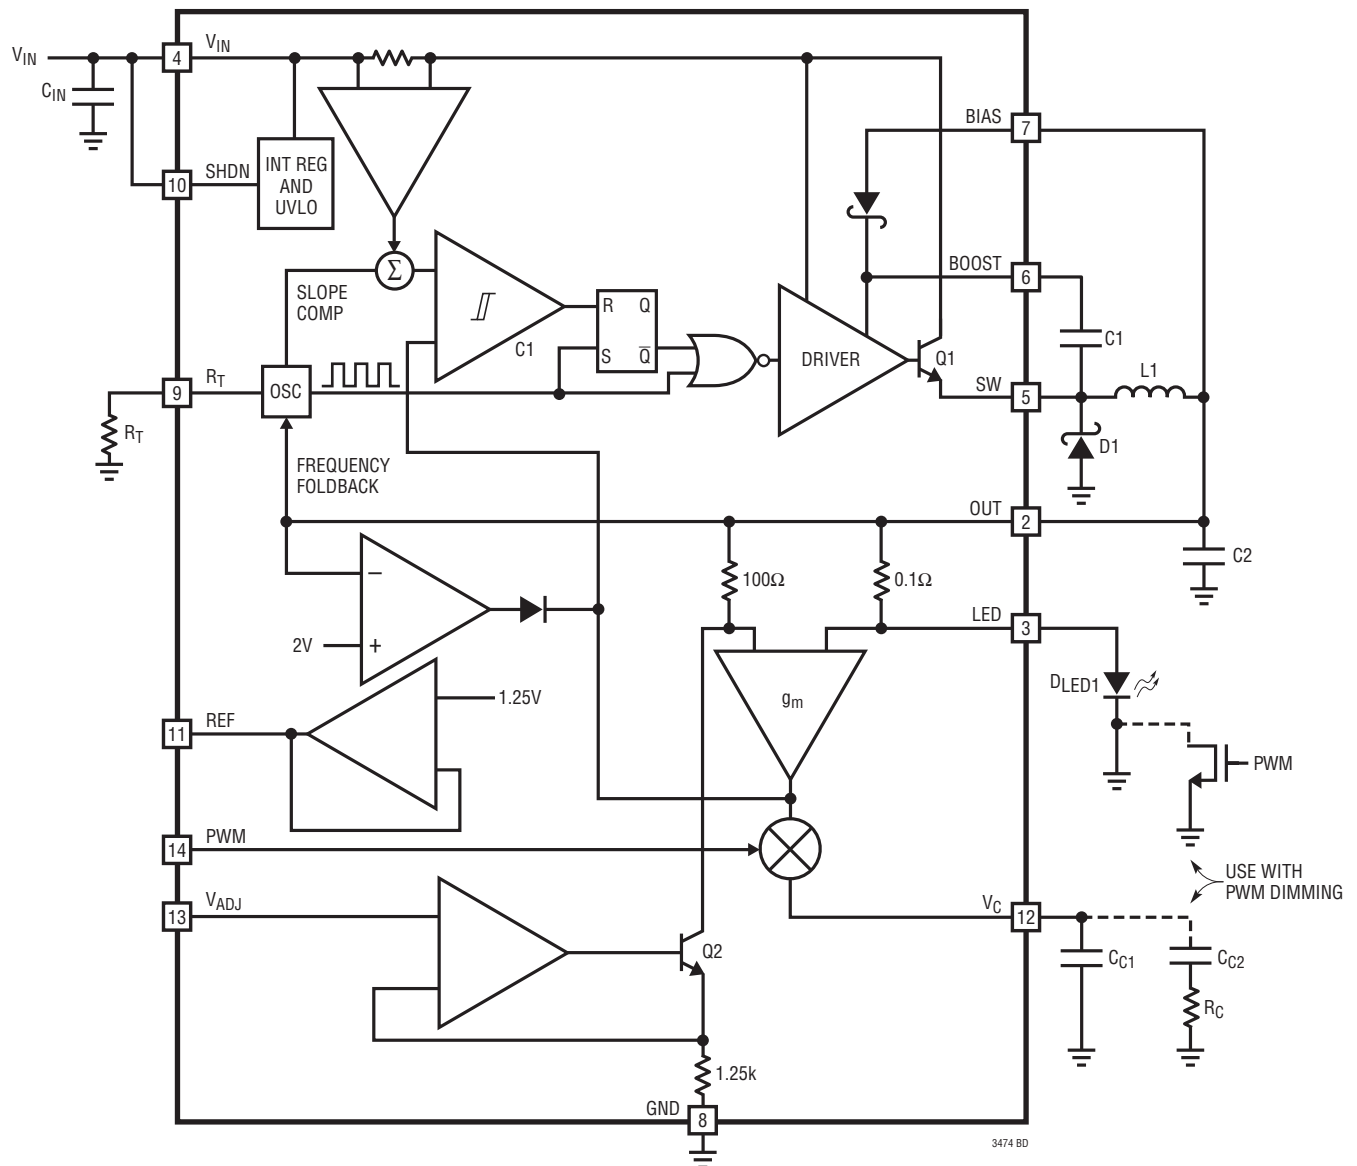 VIN
4
VIN
CIN
BIAS
7
SHDN
10
INT REG
AND
UVLO
Σ
BOOST
6
SLOPE
COMP
R Q
S Q̅
C1
DRIVER
Q1
C1
SW
5
L1
RT
9
OSC
RT
D1
FREQUENCY
FOLDBACK
OUT
2
C2
−
100Ω
0.1Ω
2V
+
LED
3
gm
DLED1
1.25V
REF
11
PWM
PWM
14
USE WITH
PWM DIMMING
VADJ
13
VC
12
Q2
CC1
CC2
RC
1.25k
GND
8
3474 BD